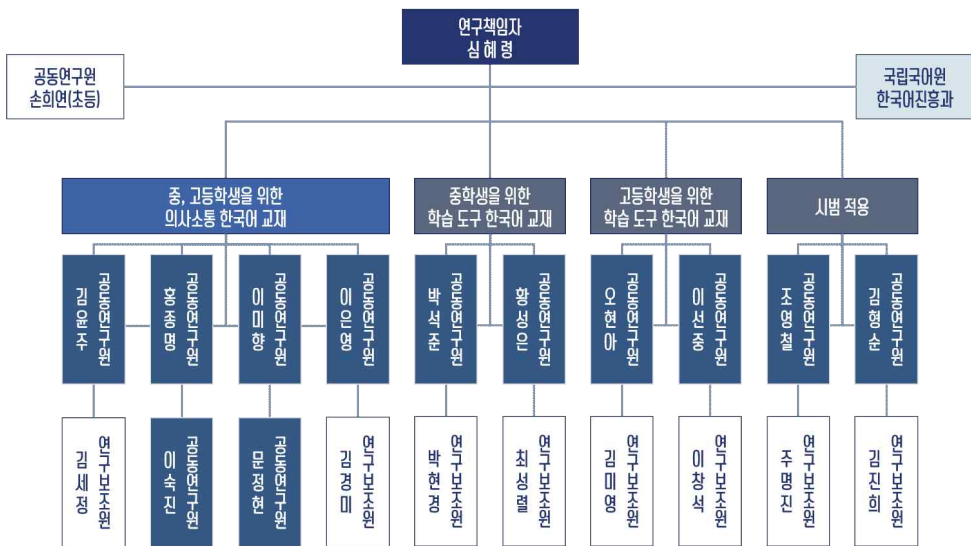 연구책임자
심혜령
공동연구원
손희연(초등)
국립국어원
한국어진흥과
중, 고등학생을 위한
의사소통 한국어 교재
중학생을 위한
학습 도구 한국어 교재
고등학생을 위한
학습 도구 한국어 교재
시범 적용
공동연구원
김윤주
공동연구원
홍종명
공동연구원
이미향
공동연구원
이은영
공동연구원
박석준
공동연구원
황성은
공동연구원
오현아
공동연구원
이선중
공동연구원
조영철
공동연구원
김형순
연구보조원
김세정
공동연구원
이숙진
공동연구원
문정현
연구보조원
김경미
연구보조원
박현경
연구보조원
최성렬
연구보조원
김미영
연구보조원
이창석
연구보조원
주명진
연구보조원
김진희